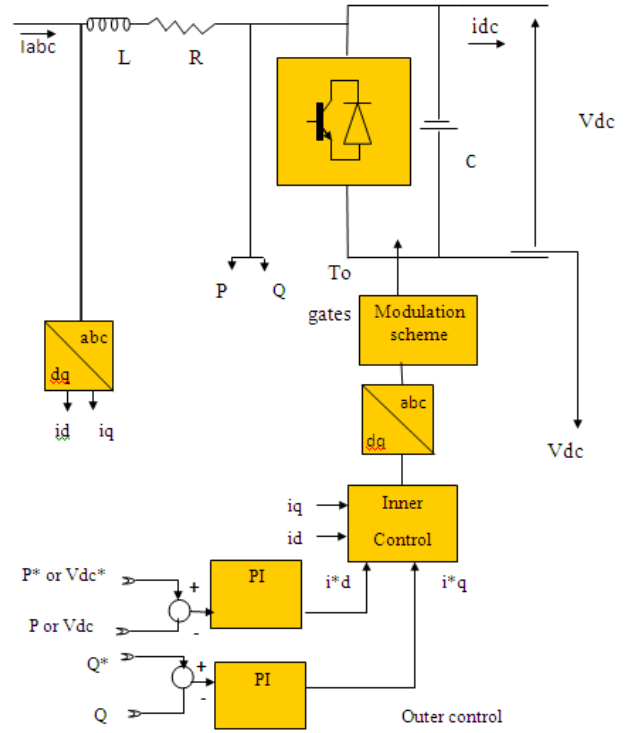 Iabc
L
R
idc
Vdc
C
P
Q
To
gates
Modulation
scheme
abc
dq
id
iq
abc
dq
Vdc
iq
id
Inner
Control
P* or Vdc*
+
PI
i*d
i*q
P or Vdc
-
Q*
+
PI
-
Q
Outer control